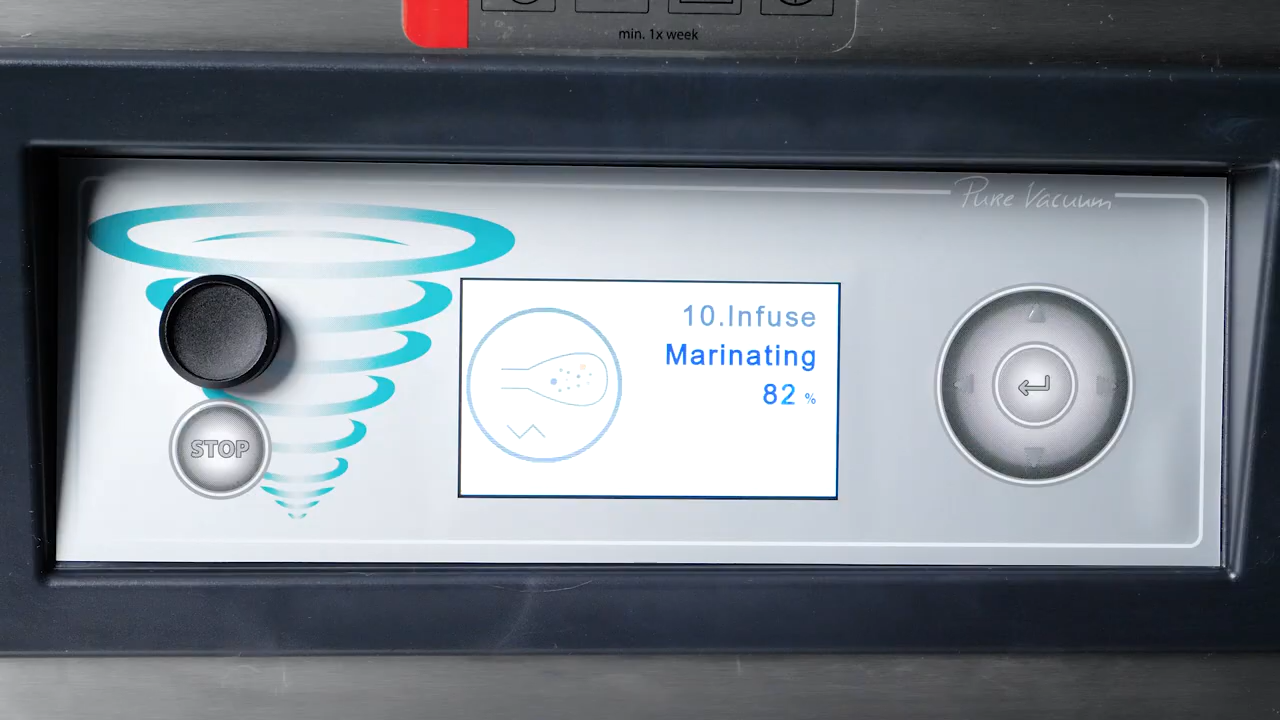 min. 1x week
Pure Vacuum
10.Infuse
Marinating
82 %
STOP